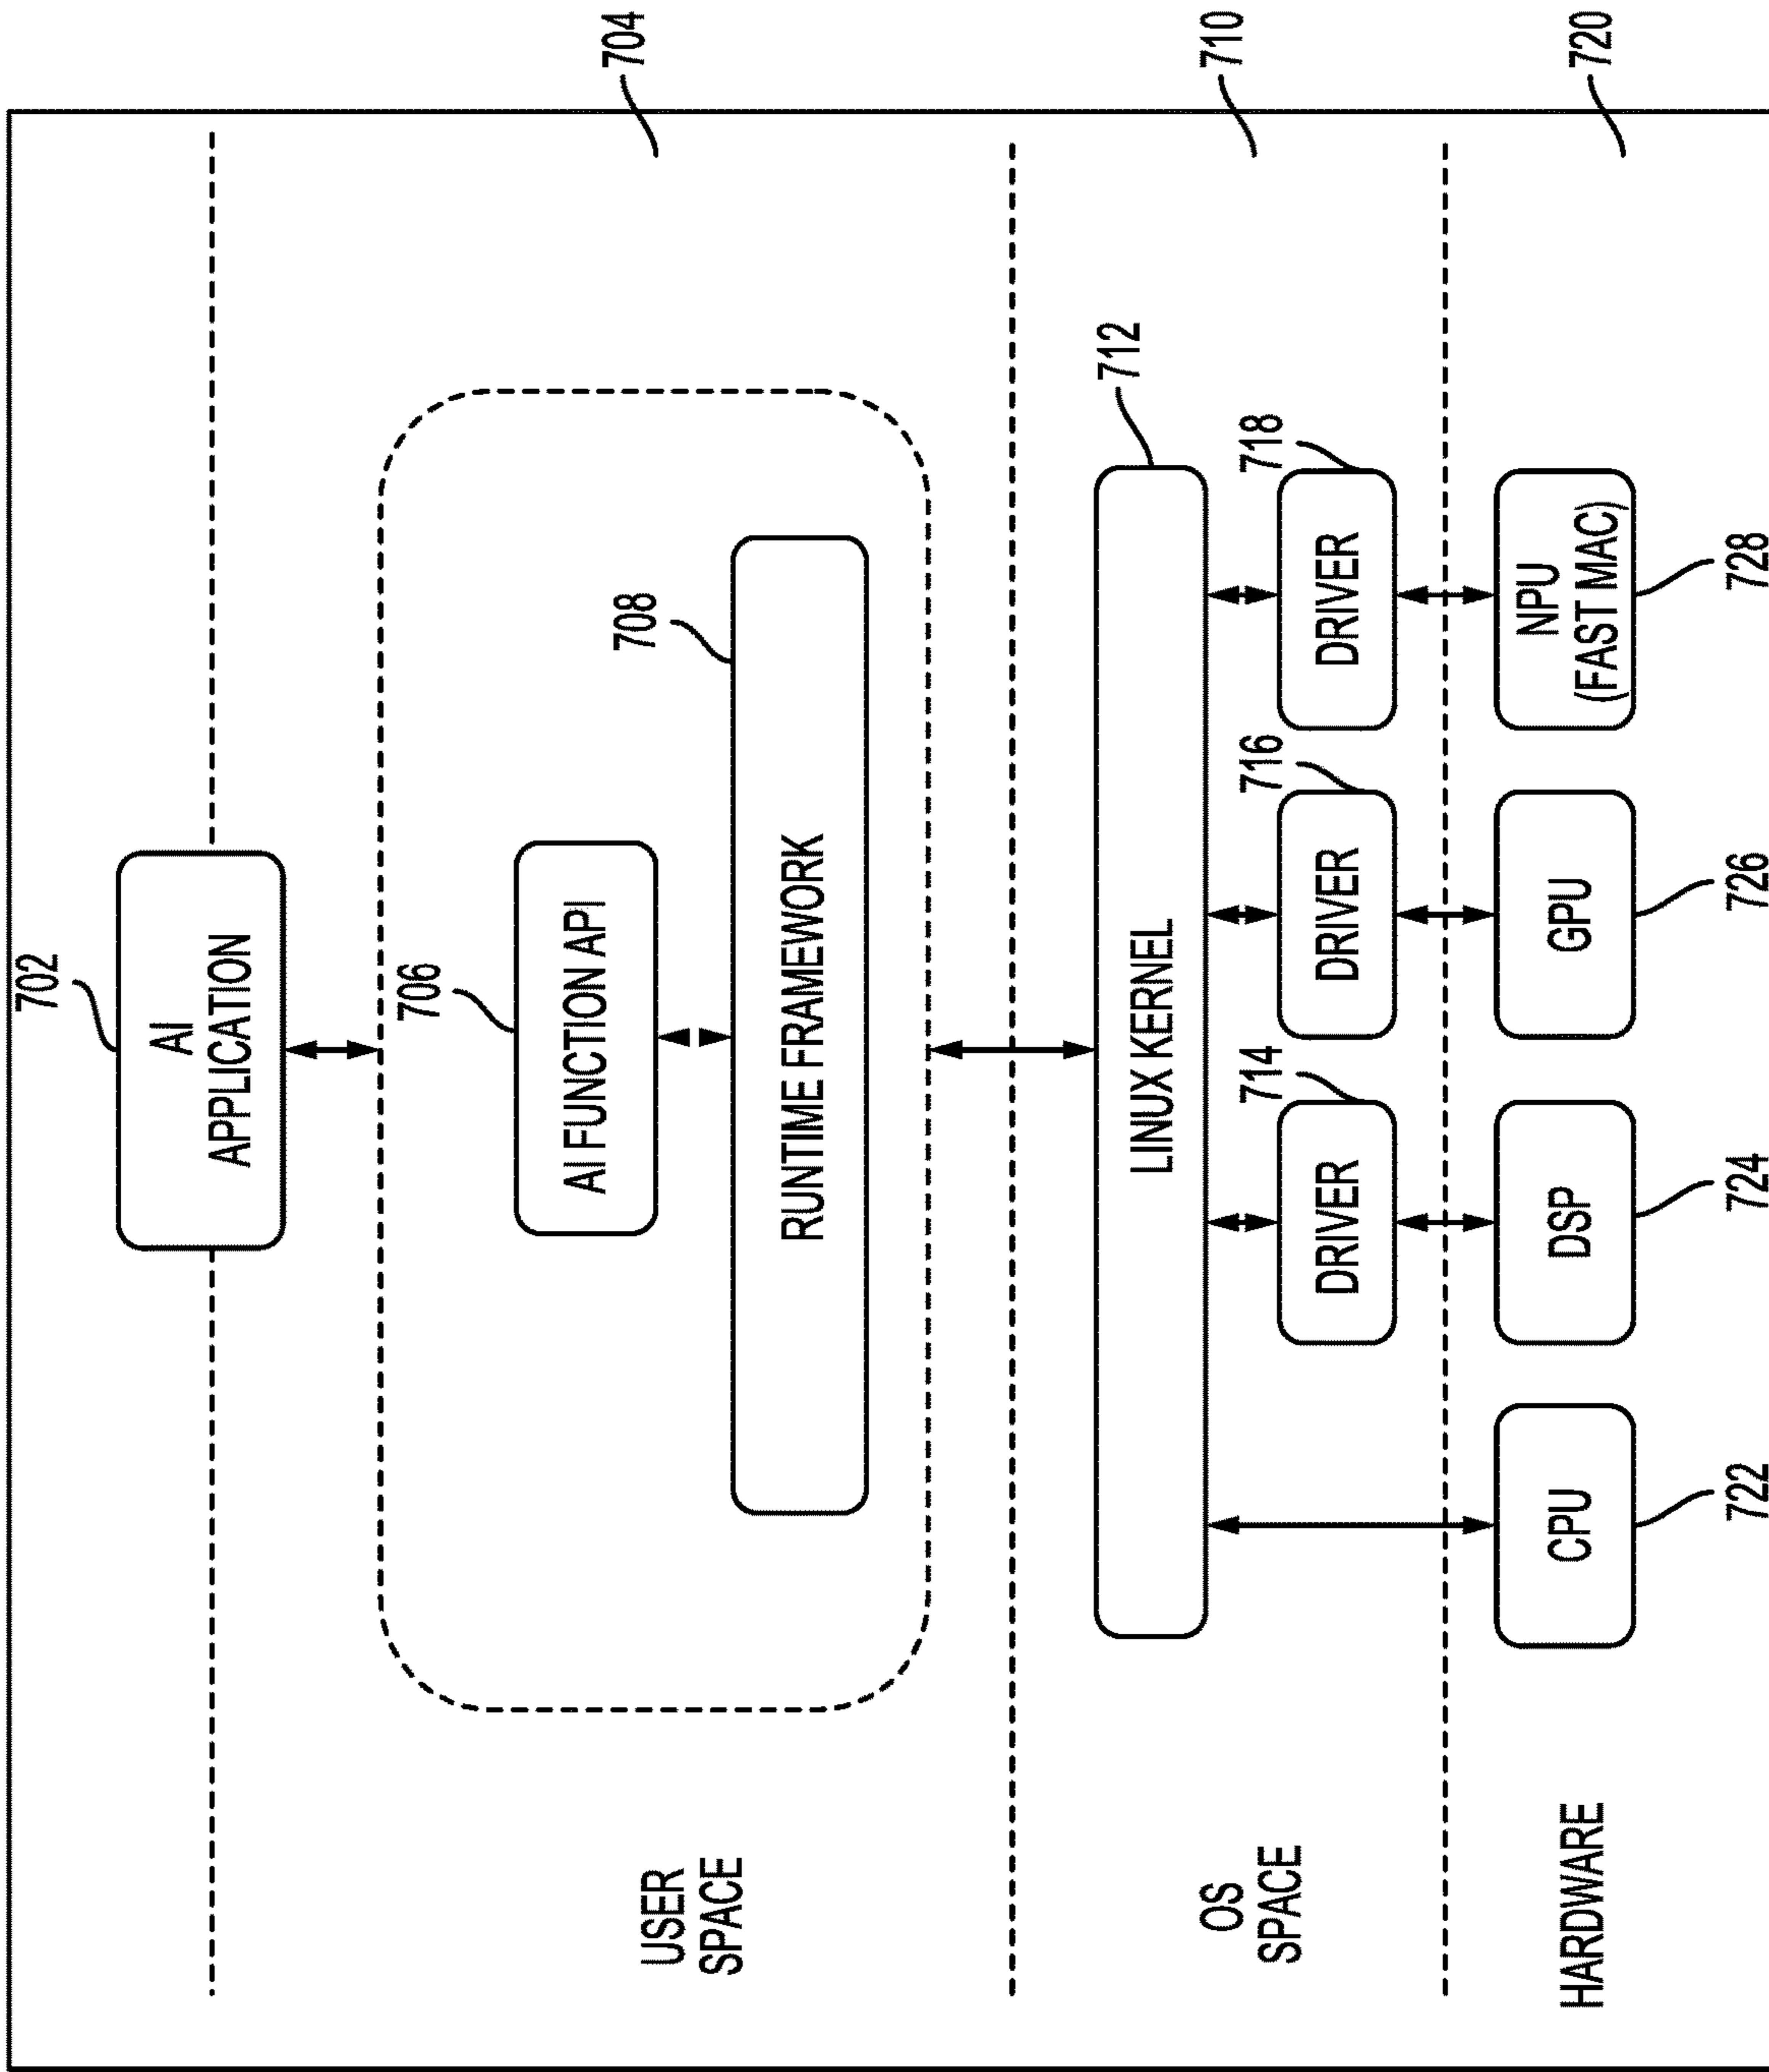 702
AI
APPLICATION
USER
SPACE
704
706
AI FUNCTION API
708
RUNTIME FRAMEWORK
OS
SPACE
710
712
LINUX KERNEL
714
DRIVER
716
DRIVER
718
DRIVER
HARDWARE
720
CPU
DSP
GPU
NPU
(FAST MAC)
722
724
726
728